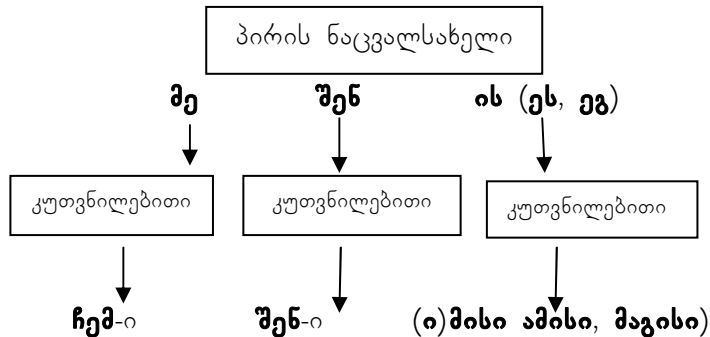 პირის ნაცვალსახელი
მე შენ ის (ეს, ეგ)
კუთვნილებითი კუთვნილებითი კუთვნილებითი
ჩემ-ი შენ-ი (ი)მისი ამისი, მაგისი)